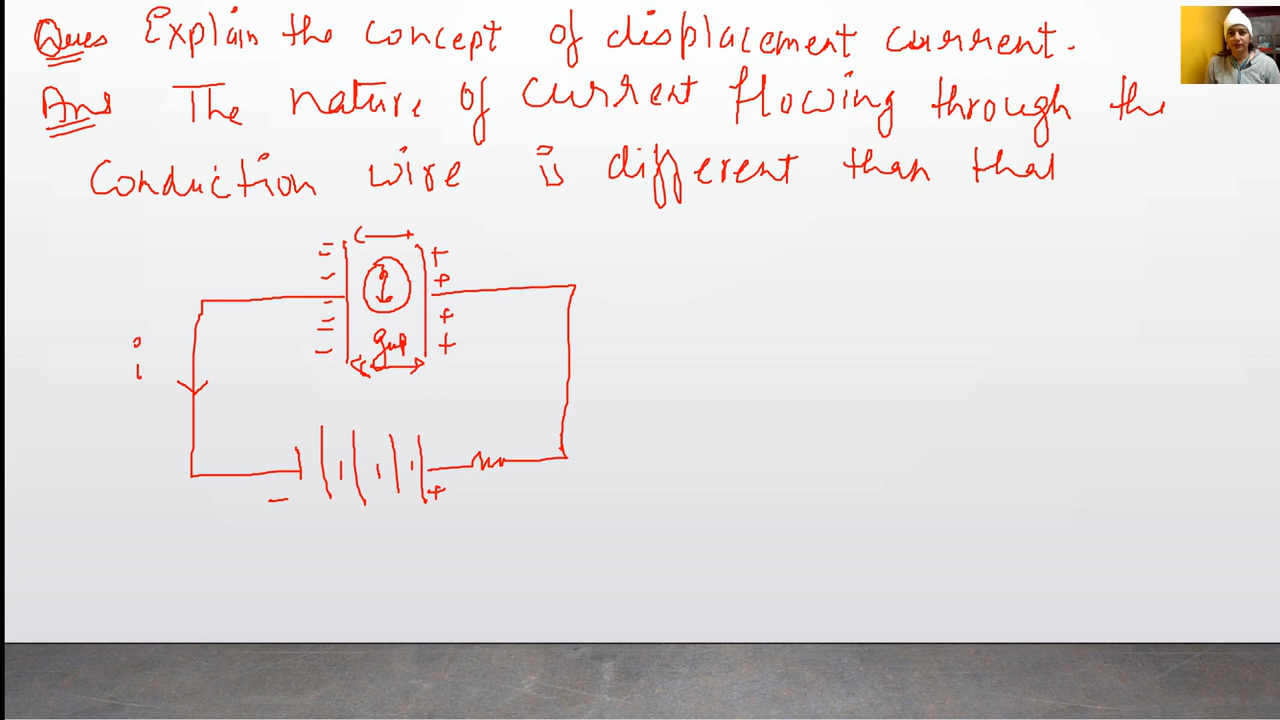 Ques Explain the concept of displacement current.
Ans The nature of current flowing through the
conduction wire is different than that
- + 
- +
- +
- +
gap
i
- +